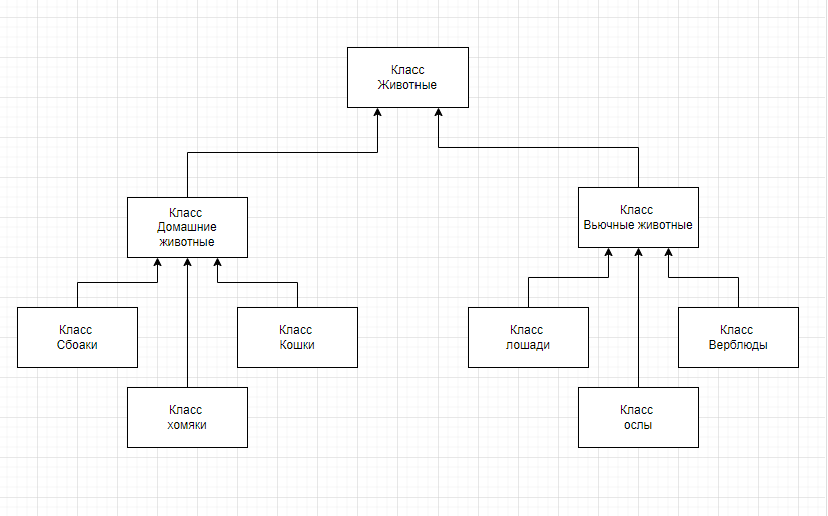 Класс
Животные
Класс
Домашние
животные
Класс
Вьючные животные
Класс
Сбоаки
Класс
Кошки
Класс
лошади
Класс
Верблюды
Класс
хомяки
Класс
ослы